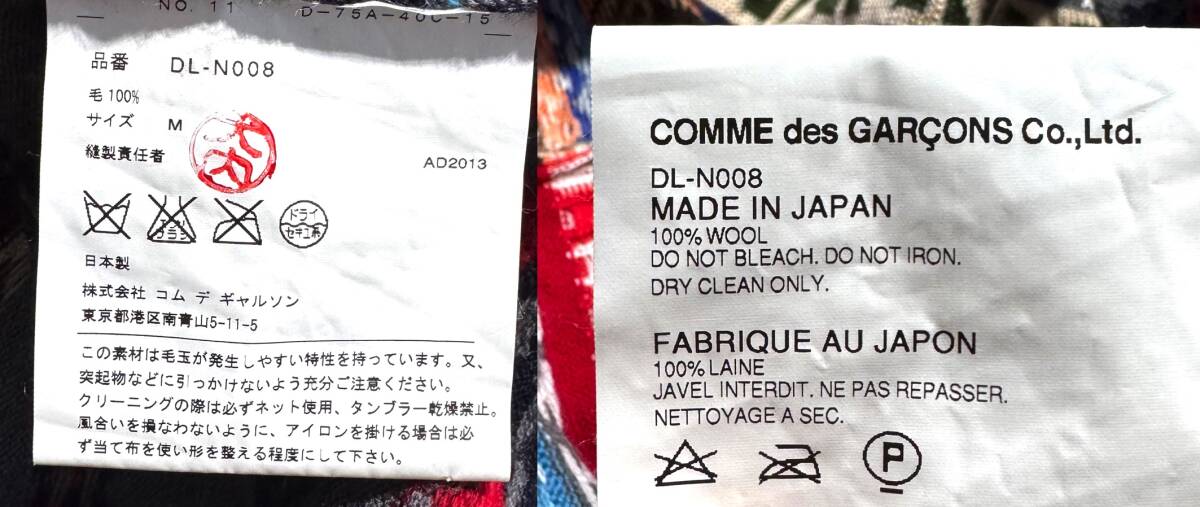 NO. 11 D-75A-40C-15
品番 DL-N008
毛 100%
サイズ M
縫製責任者
AD2013
ドライ
セキユ系
日本製
株式会社 コム デ ギャルソン
東京都港区南青山5-11-5
この素材は毛玉が発生しやすい特性を持っています。又、
突起物などに引っかけないよう充分ご注意ください。
クリーニングの際は必ずネット使用、タンブラー乾燥禁止。
風合いを損なわないように、アイロンを掛ける場合は必
ず当て布を使い形を整える程度にして下さい。
COMME des GARÇONS Co.,Ltd.
DL-N008
MADE IN JAPAN
100% WOOL
DO NOT BLEACH. DO NOT IRON.
DRY CLEAN ONLY.
FABRIQUE AU JAPON
100% LAINE
JAVEL INTERDIT. NE PAS REPASSER.
NETTOYAGE A SEC.
P